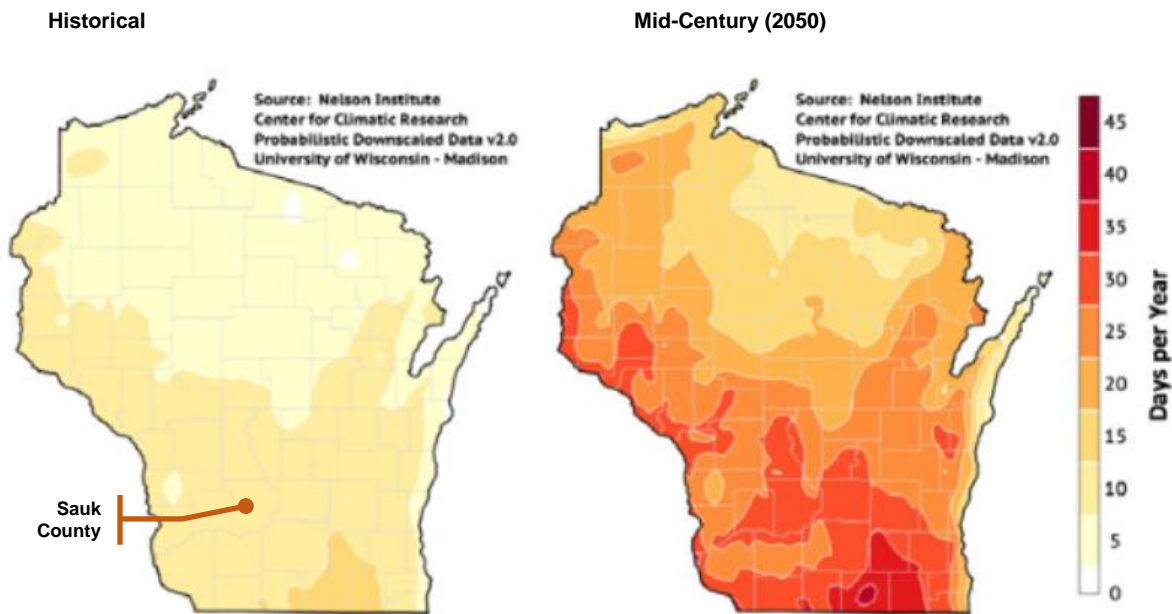 Historical
Mid-Century (2050)
Source: Nelson Institute
Center for Climatic Research
Probabilistic Downscaled Data v2.0
University of Wisconsin - Madison
Source: Nelson Institute
Center for Climatic Research
Probabilistic Downscaled Data v2.0
University of Wisconsin - Madison
45
40
35
30
25
20
15
10
5
0
Days per Year
Sauk
County